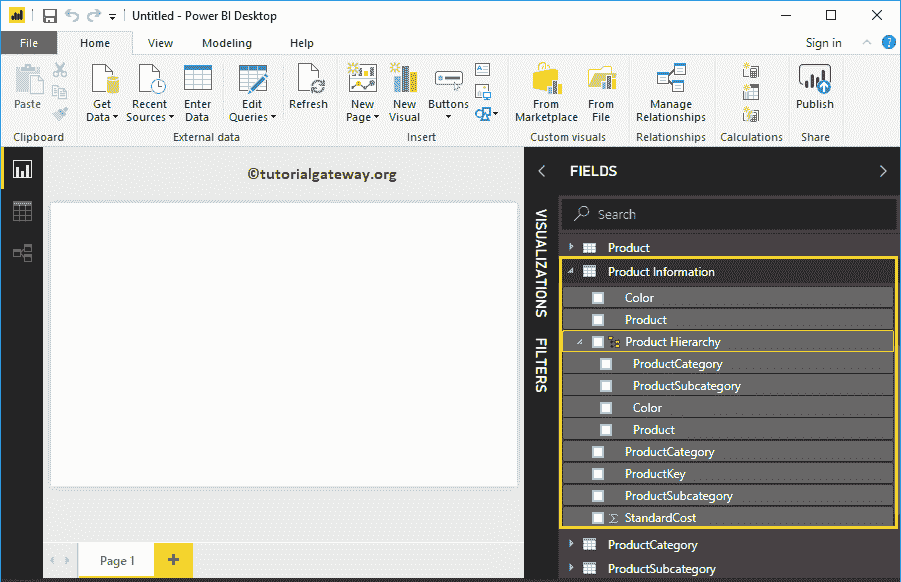 Untitled - Power BI Desktop
File Home View Modeling Help Sign in ?
Paste
Get Data
Recent Sources
Enter Data
Edit Queries
Refresh
New Page
New Visual
Buttons
From Marketplace
From File
Manage Relationships
Publish
Clipboard External data Insert Custom visuals Relationships Calculations Share
©tutorialgateway.org
VISUALIZATIONS
FILTERS
FIELDS
Search
Product
Product Information
Color
Product
Product Hierarchy
ProductCategory
ProductSubcategory
Color
Product
ProductCategory
ProductKey
ProductSubcategory
Σ StandardCost
ProductCategory
ProductSubcategory
Page 1 +